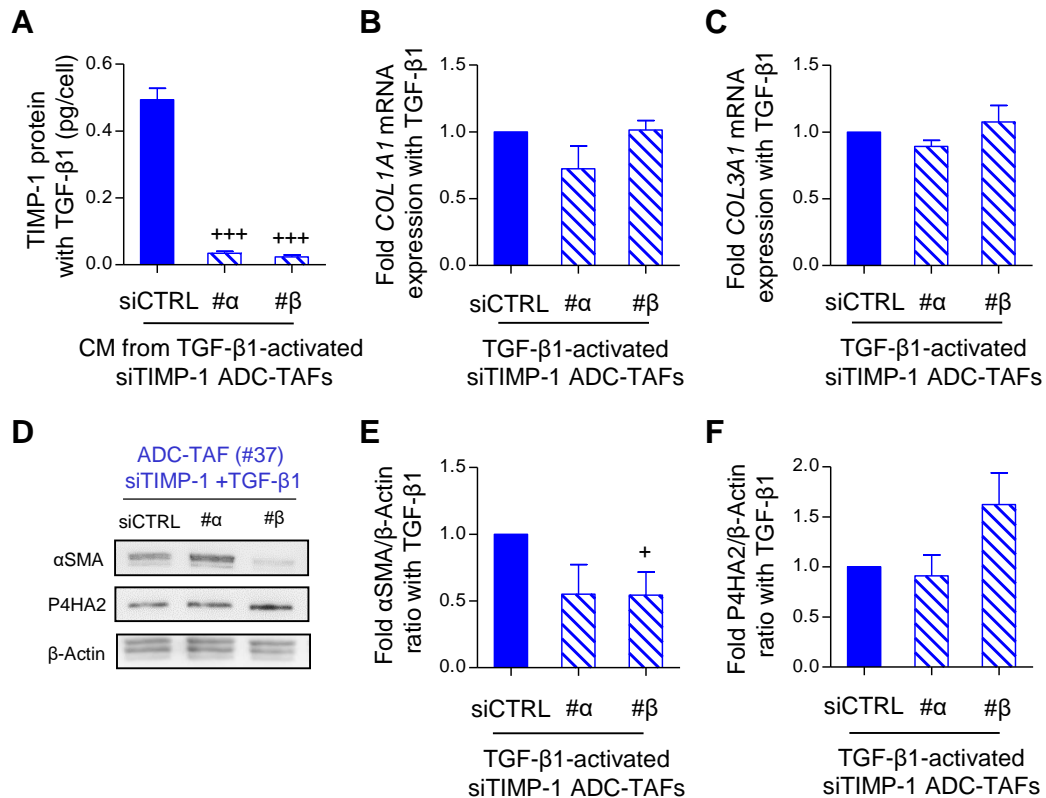 A
TIMP-1 protein
with TGF-β1 (pg/cell)
0.6
0.4
0.2
0.0
+++
+++
siCTRL #α #β
CM from TGF-β1-activated
siTIMP-1 ADC-TAFs
B
Fold COL1A1 mRNA
expression with TGF-β1
1.5
1.0
0.5
0.0
siCTRL #α #β
TGF-β1-activated
siTIMP-1 ADC-TAFs
C
Fold COL3A1 mRNA
expression with TGF-β1
1.5
1.0
0.5
0.0
siCTRL #α #β
TGF-β1-activated
siTIMP-1 ADC-TAFs
D
ADC-TAF (#37)
siTIMP-1 +TGF-β1
siCTRL #α #β
αSMA
P4HA2
β-Actin
E
Fold αSMA/β-Actin
ratio with TGF-β1
1.5
1.0
0.5
0.0
+
siCTRL #α #β
TGF-β1-activated
siTIMP-1 ADC-TAFs
F
Fold P4HA2/β-Actin
ratio with TGF-β1
2.0
1.5
1.0
0.5
0.0
siCTRL #α #β
TGF-β1-activated
siTIMP-1 ADC-TAFs